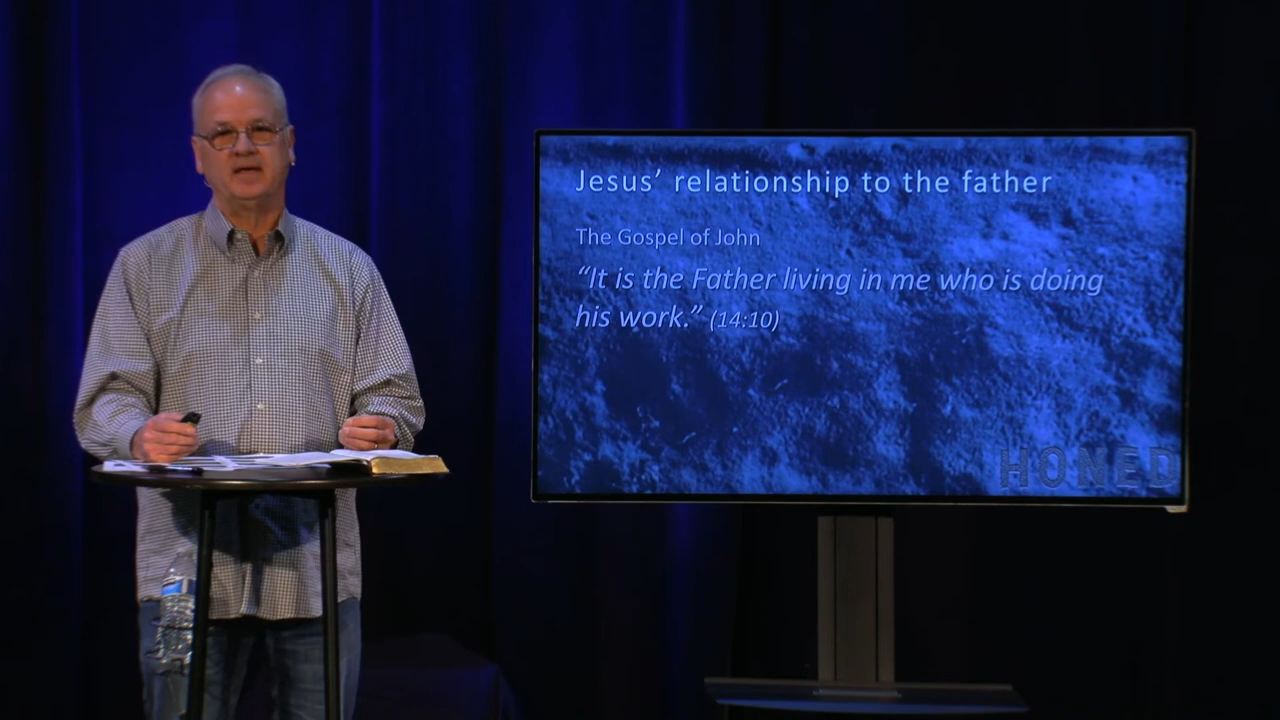 Jesus’ relationship to the father
The Gospel of John
“It is the Father living in me who is doing
his work.” (14:10)
HONED